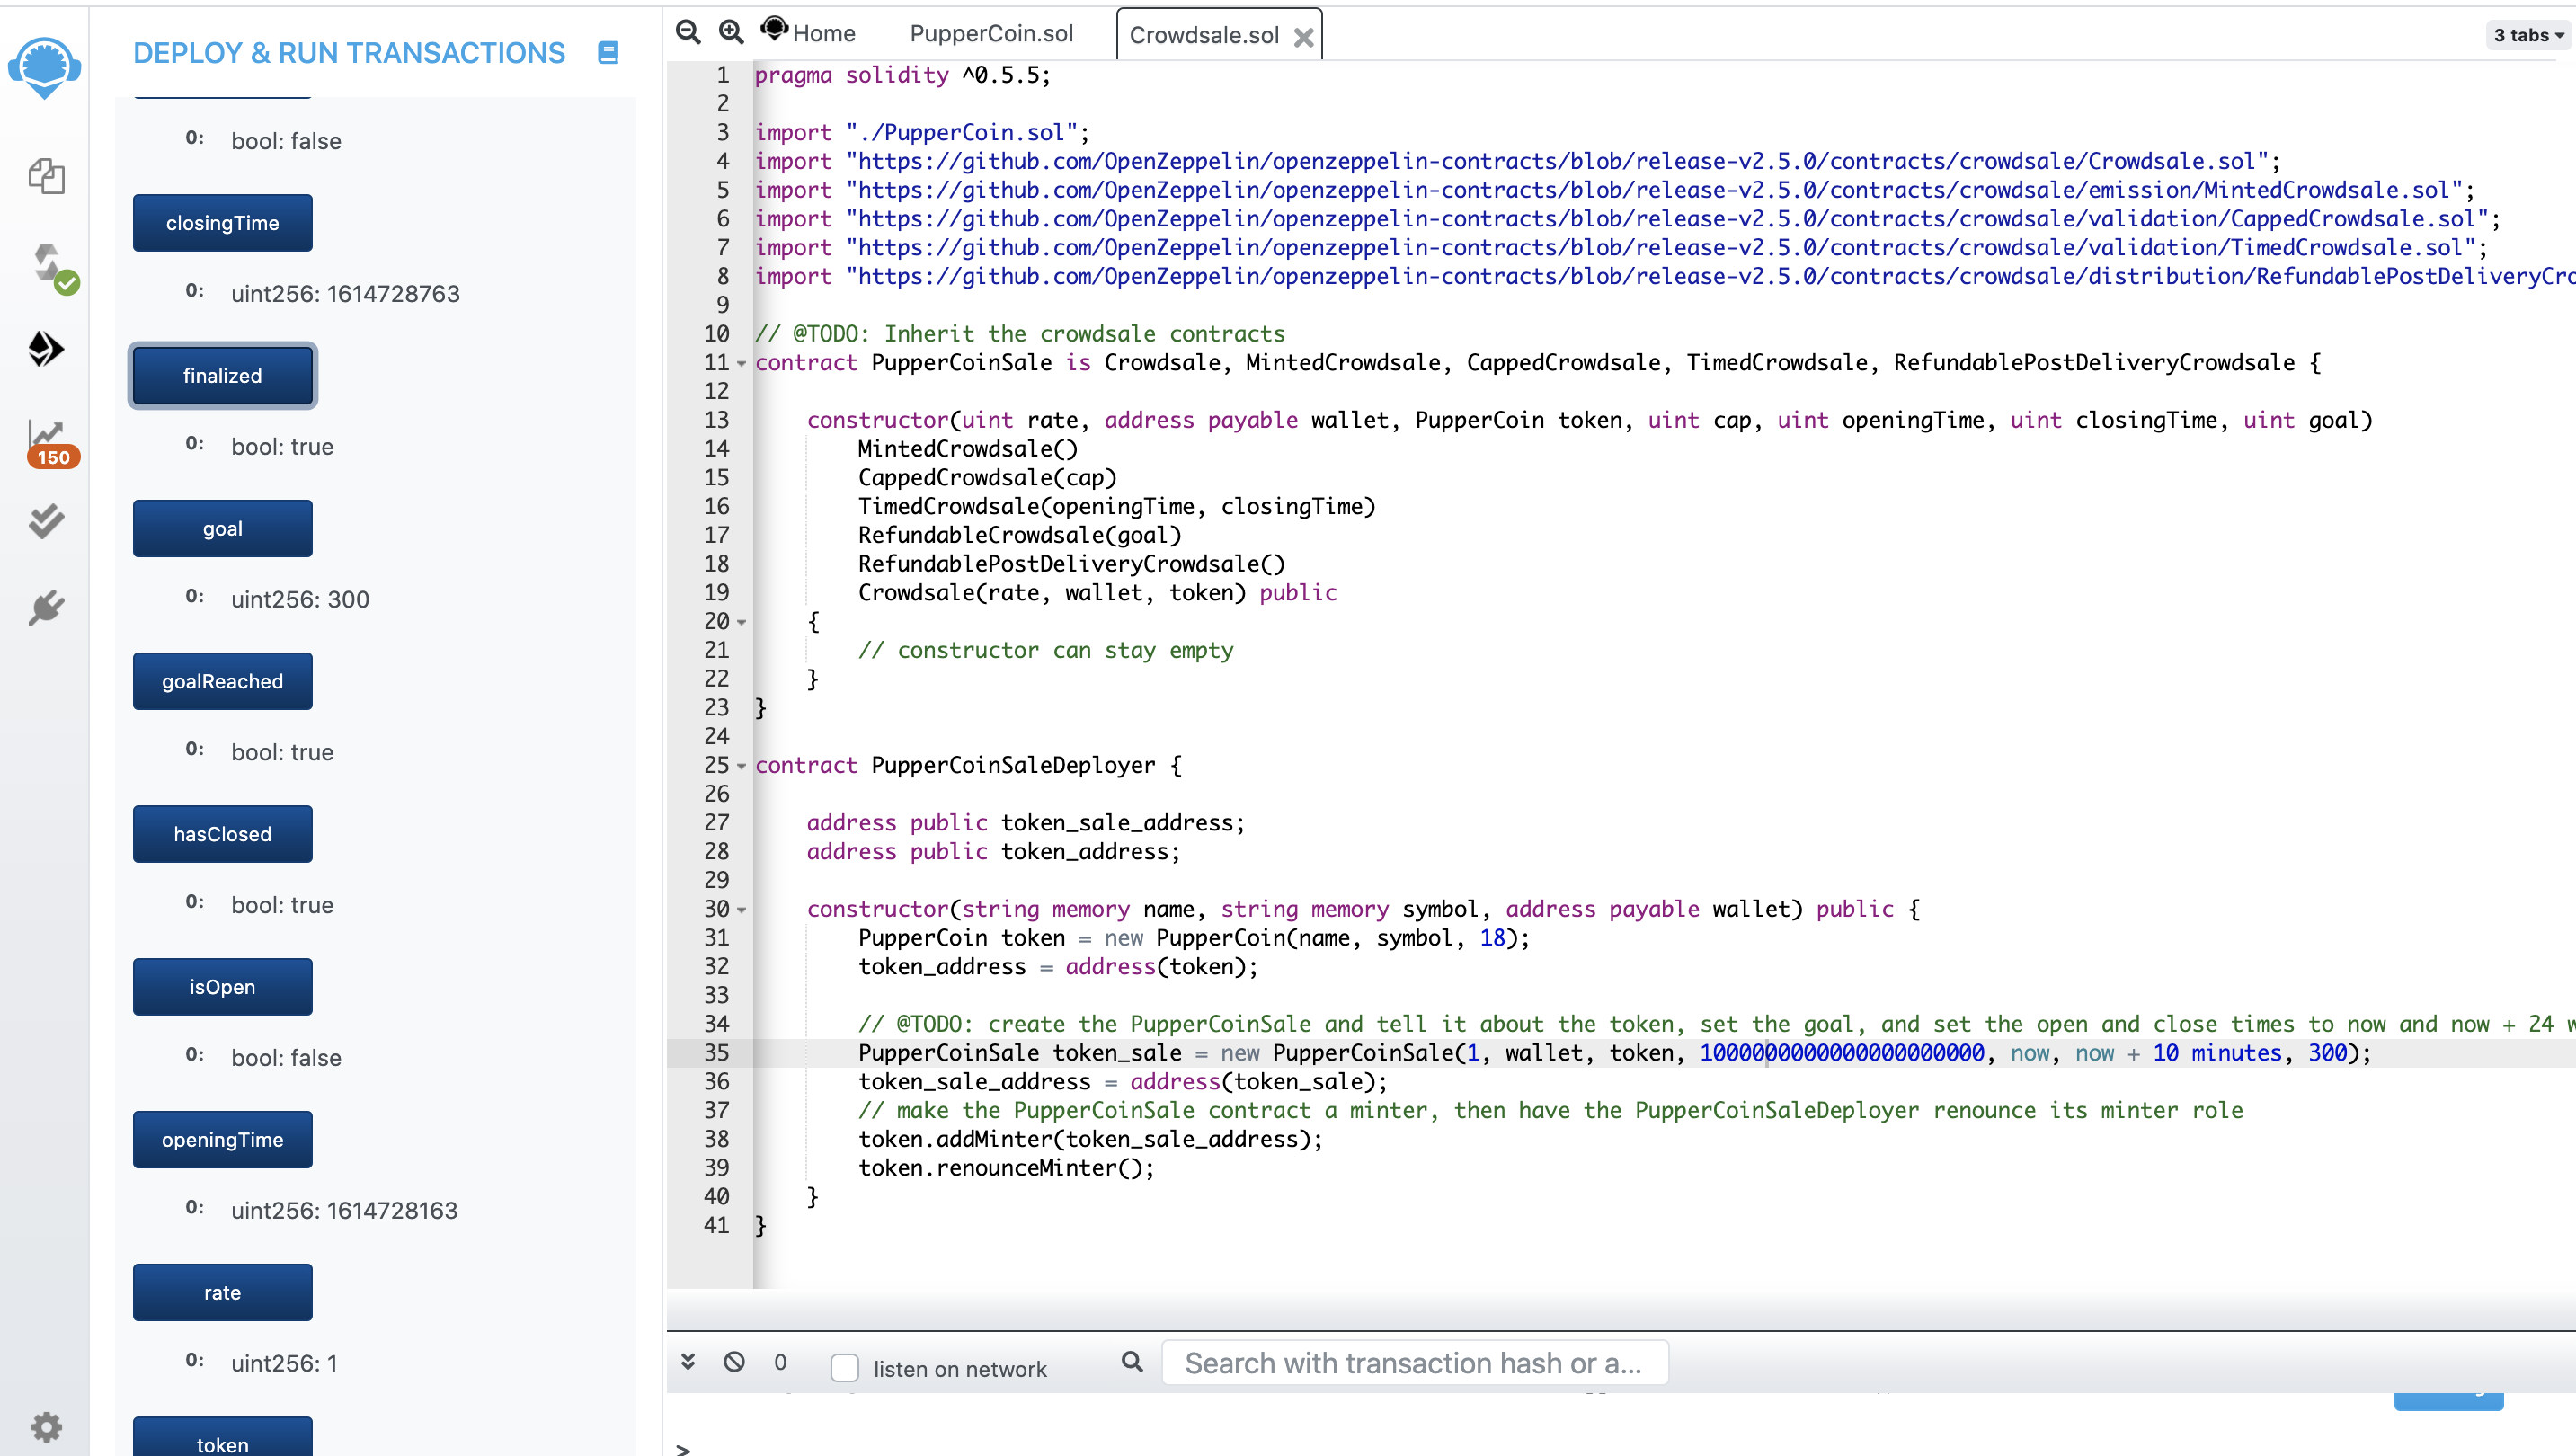 DEPLOY & RUN TRANSACTIONS
0: bool: false
closingTime
0: uint256: 1614728763
finalized
0: bool: true
goal
0: uint256: 300
goalReached
0: bool: true
hasClosed
0: bool: true
isOpen
0: bool: false
openingTime
0: uint256: 1614728163
rate
0: uint256: 1
token
150
Home PupperCoin.sol Crowdsale.sol 3 tabs
1 pragma solidity ^0.5.5;
2
3 import "./PupperCoin.sol";
4 import "https://github.com/OpenZeppelin/openzeppelin-contracts/blob/release-v2.5.0/contracts/crowdsale/Crowdsale.sol";
5 import "https://github.com/OpenZeppelin/openzeppelin-contracts/blob/release-v2.5.0/contracts/crowdsale/emission/MintedCrowdsale.sol";
6 import "https://github.com/OpenZeppelin/openzeppelin-contracts/blob/release-v2.5.0/contracts/crowdsale/validation/CappedCrowdsale.sol";
7 import "https://github.com/OpenZeppelin/openzeppelin-contracts/blob/release-v2.5.0/contracts/crowdsale/validation/TimedCrowdsale.sol";
8 import "https://github.com/OpenZeppelin/openzeppelin-contracts/blob/release-v2.5.0/contracts/crowdsale/distribution/RefundablePostDeliveryCro
9
10 // @TODO: Inherit the crowdsale contracts
11 contract PupperCoinSale is Crowdsale, MintedCrowdsale, CappedCrowdsale, TimedCrowdsale, RefundablePostDeliveryCrowdsale {
12
13 constructor(uint rate, address payable wallet, PupperCoin token, uint cap, uint openingTime, uint closingTime, uint goal)
14 MintedCrowdsale()
15 CappedCrowdsale(cap)
16 TimedCrowdsale(openingTime, closingTime)
17 RefundableCrowdsale(goal)
18 RefundablePostDeliveryCrowdsale()
19 Crowdsale(rate, wallet, token) public
20 {
21 // constructor can stay empty
22 }
23 }
24
25 contract PupperCoinSaleDeployer {
26
27 address public token_sale_address;
28 address public token_address;
29
30 constructor(string memory name, string memory symbol, address payable wallet) public {
31 PupperCoin token = new PupperCoin(name, symbol, 18);
32 token_address = address(token);
33
34 // @TODO: create the PupperCoinSale and tell it about the token, set the goal, and set the open and close times to now and now + 24 w
35 PupperCoinSale token_sale = new PupperCoinSale(1, wallet, token, 1000000000000000000000, now, now + 10 minutes, 300);
36 token_sale_address = address(token_sale);
37 // make the PupperCoinSale contract a minter, then have the PupperCoinSaleDeployer renounce its minter role
38 token.addMinter(token_sale_address);
39 token.renounceMinter();
40 }
41 }
0 listen on network Search with transaction hash or a...
>